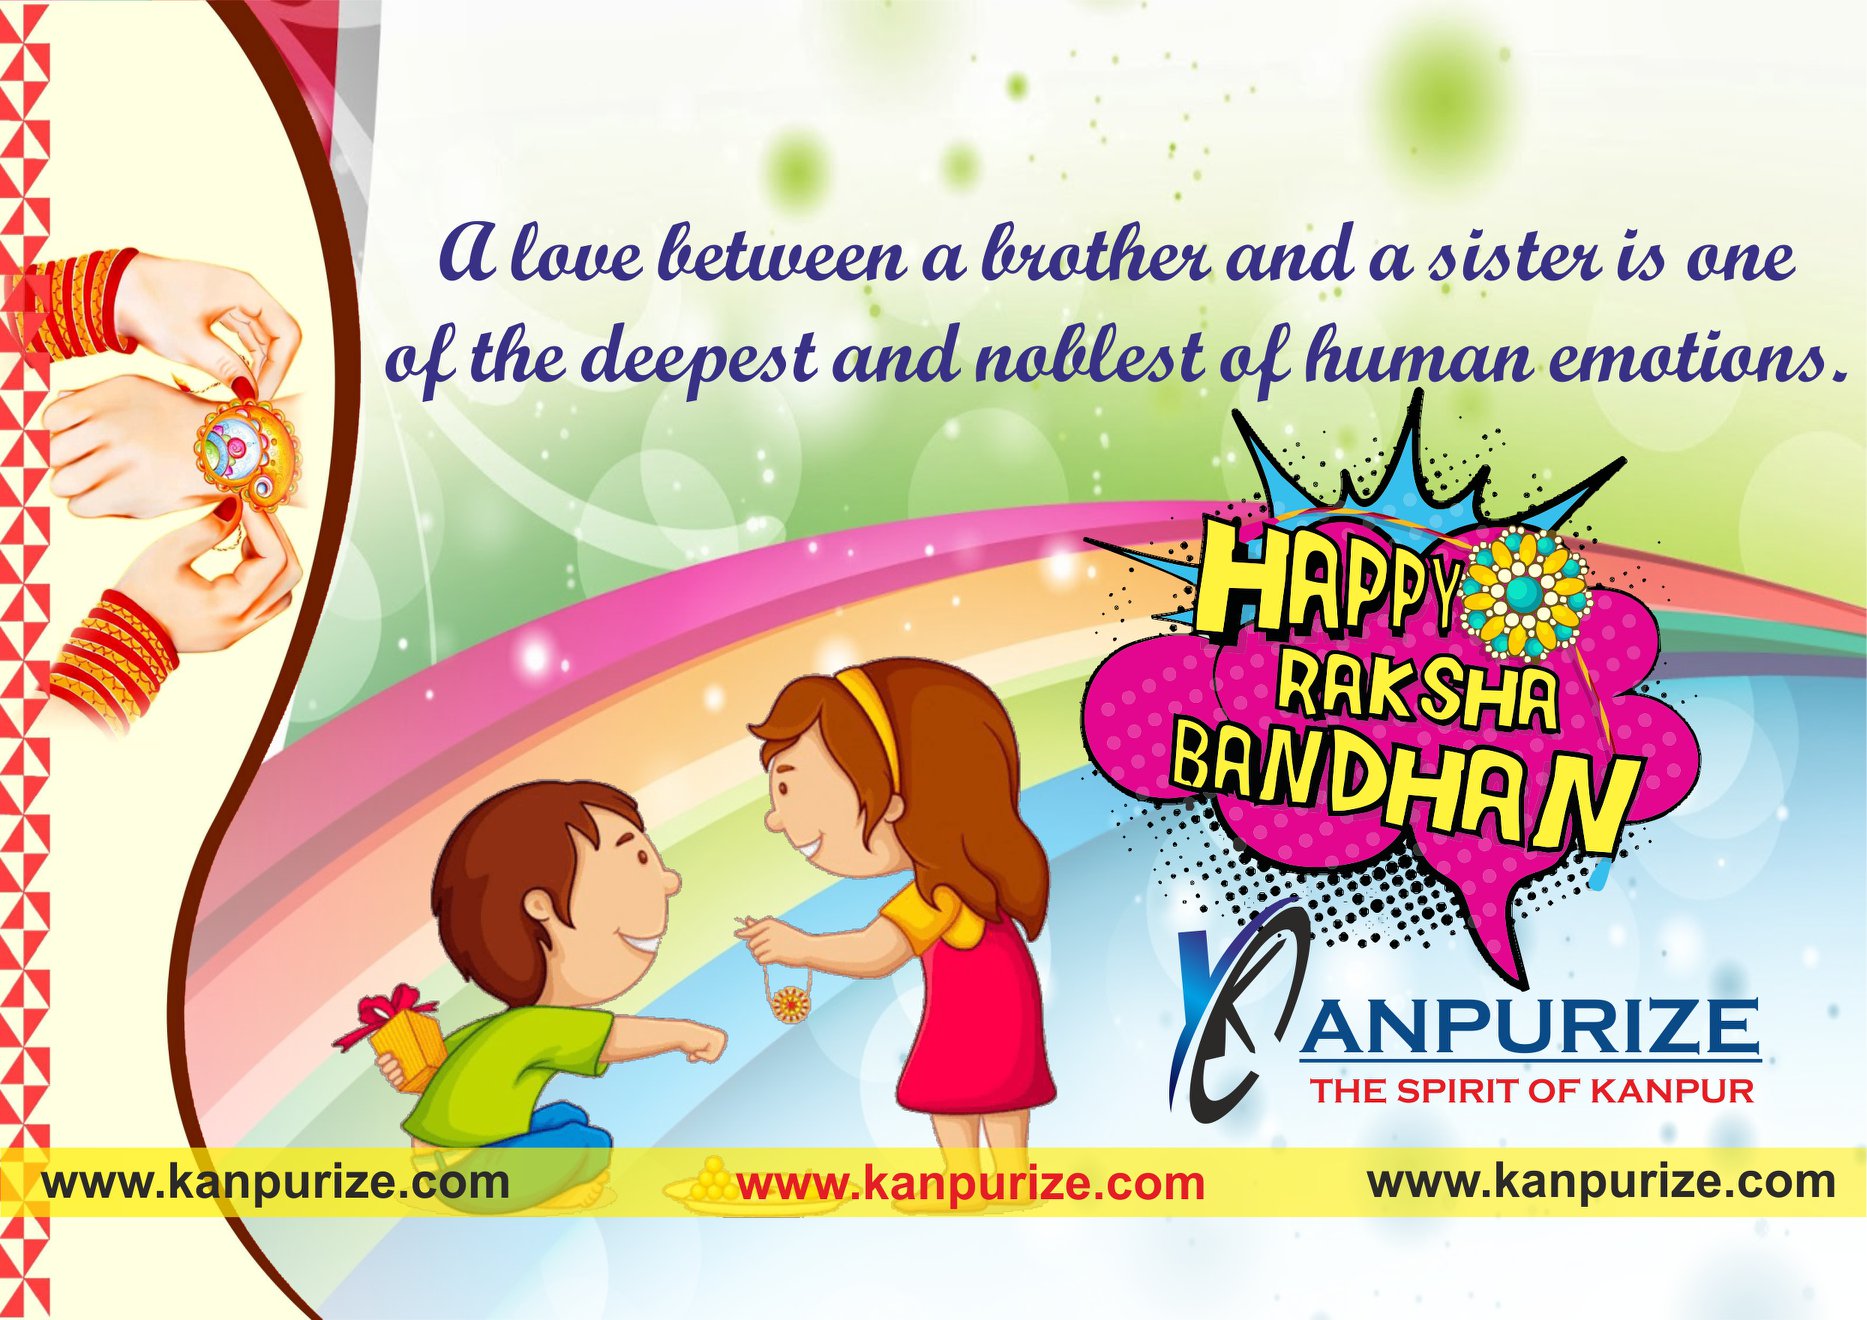 A love between a brother and a sister is one
of the deepest and noblest of human emotions.
HAPPY
RAKSHA
BANDHAN
KANPURIZE
THE SPIRIT OF KANPUR
www.kanpurize.com www.kanpurize.com www.kanpurize.com